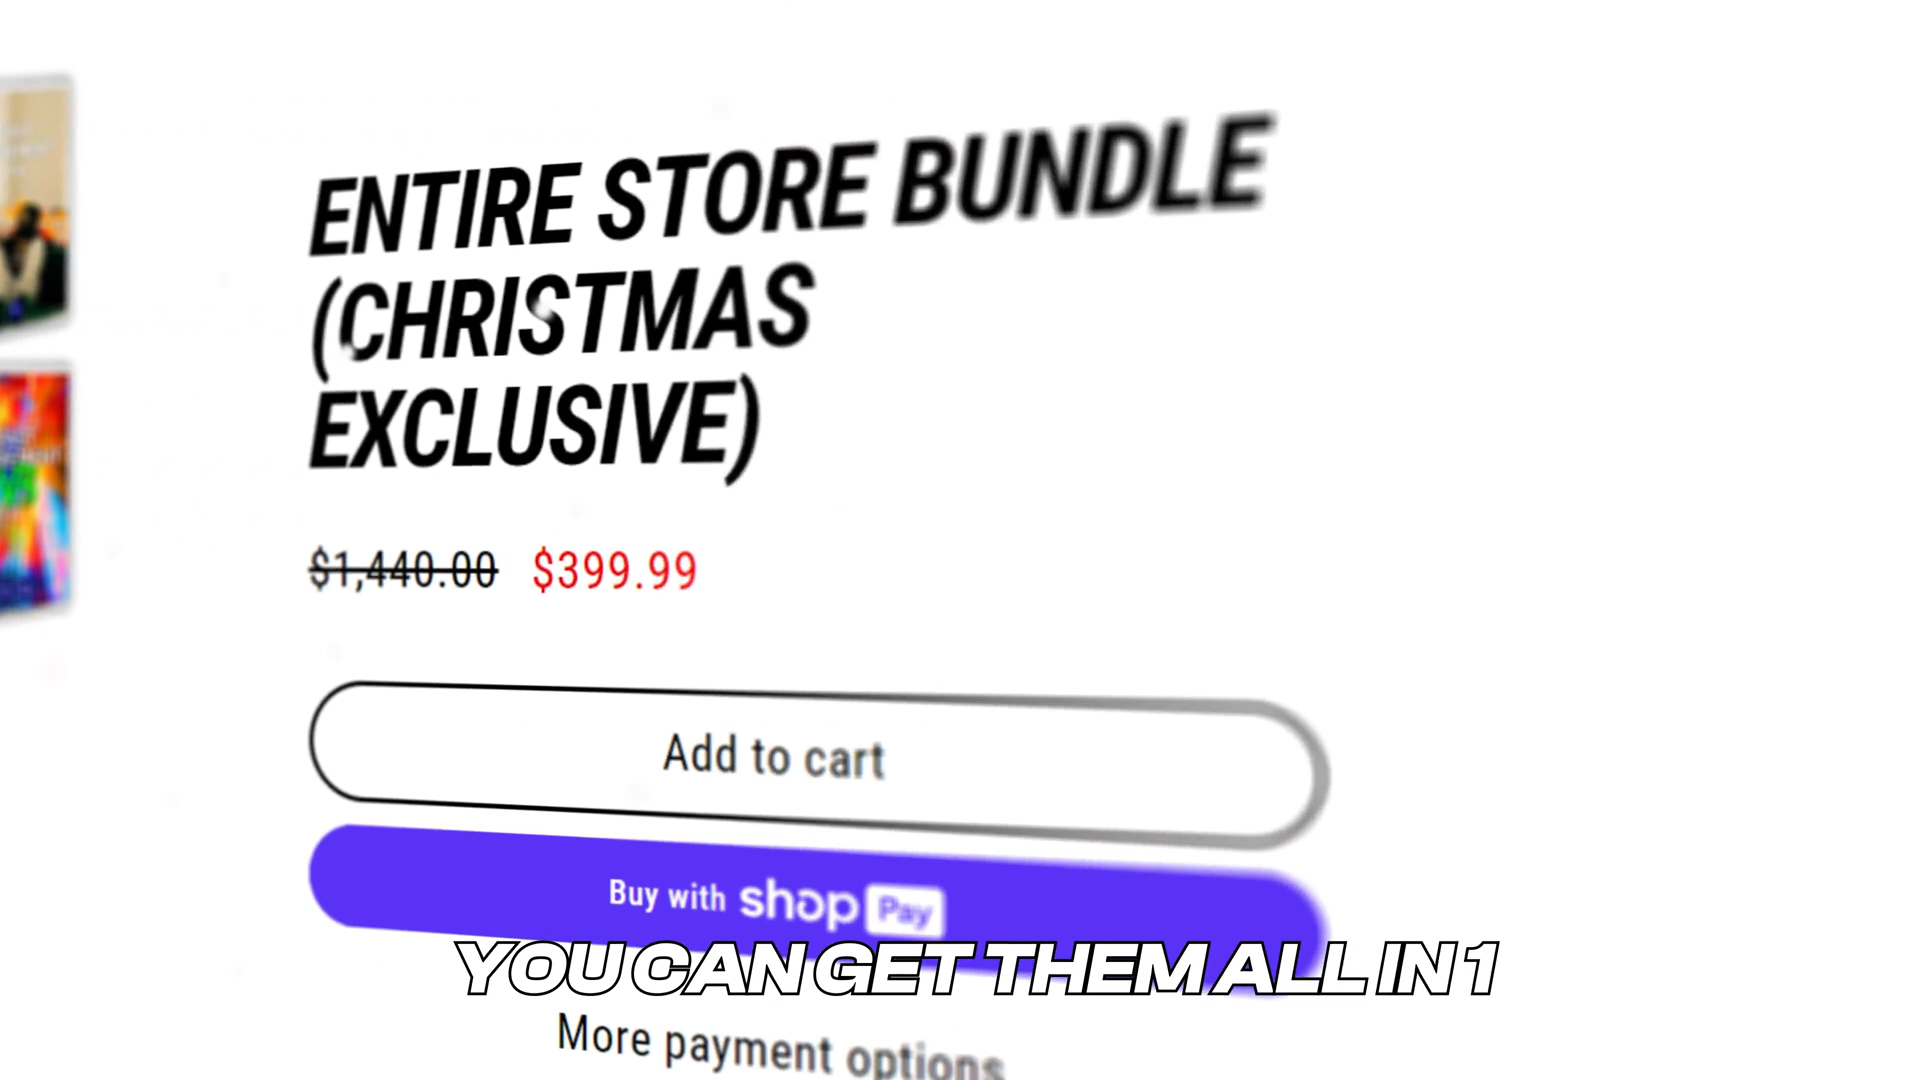 ENTIRE STORE BUNDLE
(CHRISTMAS
EXCLUSIVE)
$1,440.00 $399.99
Add to cart
Buy with shop Pay
YOU CAN GET THEM ALL IN 1
More payment options